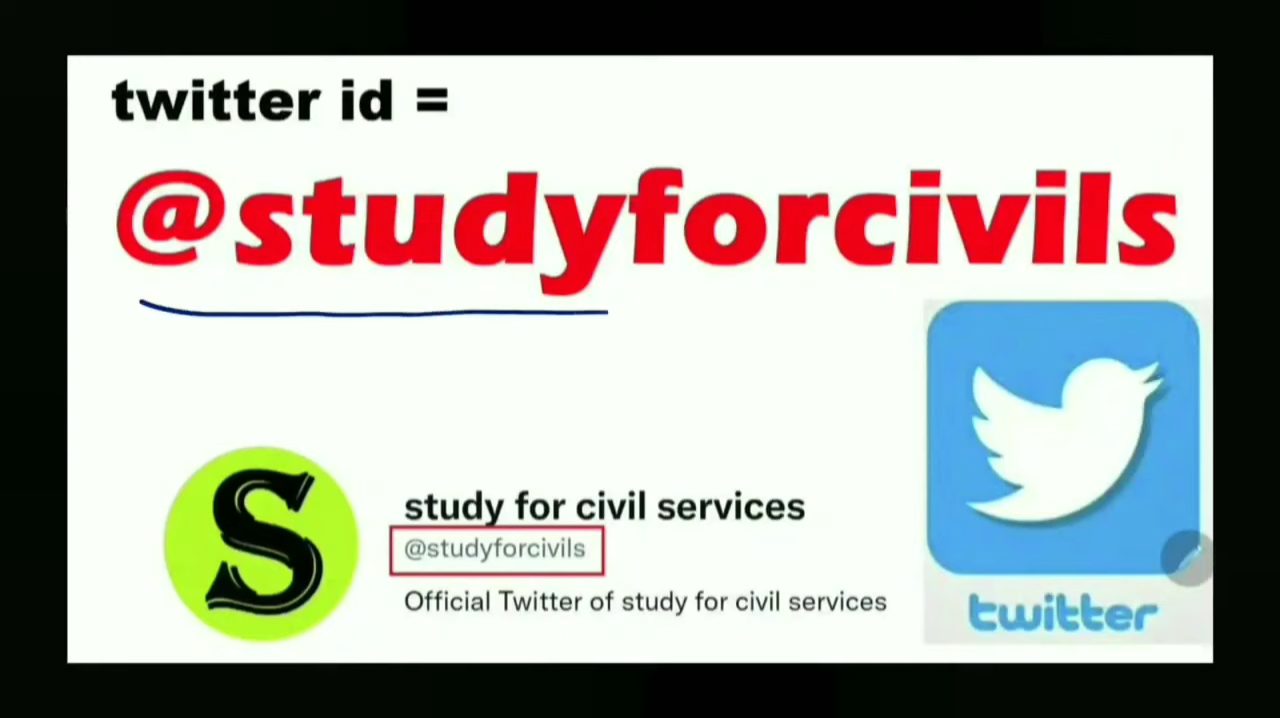 twitter id =
@studyforcivils
S
study for civil services
@studyforcivils
Official Twitter of study for civil services
twitter